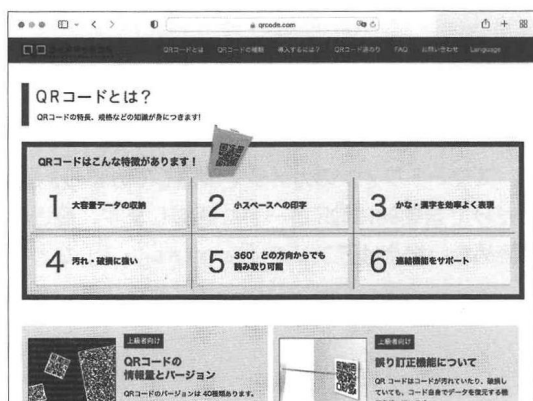 qrcode.com
QRコードとは QRコードの種類 導入するには? QRコード道のり FAQ お問い合わせ Language
QRコードとは?
QRコードの特長、規格などの知識が身につきます!
QRコードはこんな特徴があります!
1 大容量データの収納
2 小スペースへの印字
3 かな・漢字を効率よく表現
4 汚れ・破損に強い
5 360° どの方向からでも
読み取り可能
6 連結機能をサポート
上級者向け
QRコードの
情報量とバージョン
QRコードのバージョンは40種類あります。
上級者向け
誤り訂正機能について
QR コードはコードが汚れていたり、破損し
ていても、コード自身でデータを復元する機